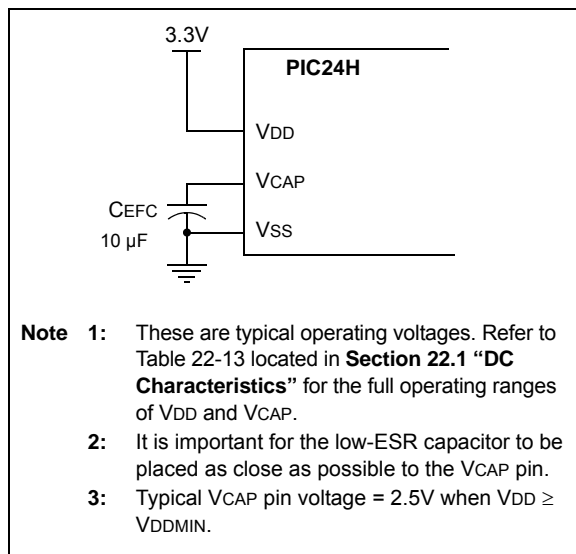 3.3V
PIC24H
VDD
VCAP
CEFC
10 µF
VSS
Note 1: These are typical operating voltages. Refer to
Table 22-13 located in Section 22.1 “DC
Characteristics” for the full operating ranges
of VDD and VCAP.
2: It is important for the low-ESR capacitor to be
placed as close as possible to the VCAP pin.
3: Typical VCAP pin voltage = 2.5V when VDD ≥
VDDMIN.